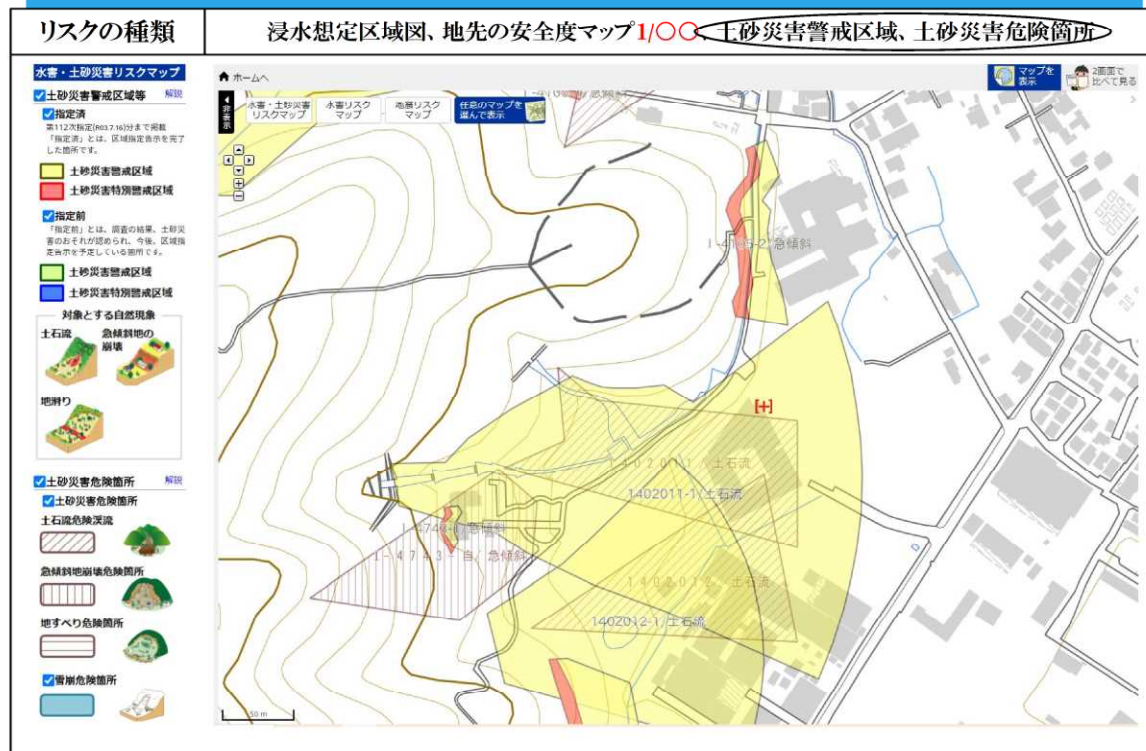 リスクの種類
浸水想定区域図、地先の安全度マップ1/〇〇、土砂災害警戒区域、土砂災害危険箇所
水害・土砂災害リスクマップ
土砂災害警戒区域等 解説
指定済
第112次指定(R03.7.16)分まで掲載
「指定済」とは、区域指定告示を完了
した箇所です。
土砂災害警戒区域
土砂災害特別警戒区域
指定前
「指定前」とは、調査の結果、土砂災
害のおそれが認められ、今後、区域指
定告示を予定している箇所です。
土砂災害警戒区域
土砂災害特別警戒区域
対象とする自然現象
土石流
急傾斜地の
崩壊
地滑り
土砂災害危険箇所 解説
土砂災害危険箇所
土石流危険渓流
急傾斜地崩壊危険箇所
地すべり危険箇所
雪崩危険箇所
ホームへ
マップを
表示
2画面で
比べて見る
非表示
水害・土砂災害
リスクマップ
水害リスク
マップ
地震リスク
マップ
任意のマップを
選んで表示
急傾斜
[+]
1402011 土石流
1402011-1/土石流
急傾斜
I-4743-自/急傾斜
1402012 土石流
1402012-1/土石流
50 m